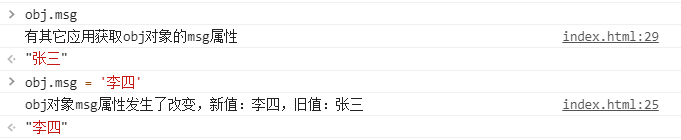 > obj.msg
有其它应用获取obj对象的msg属性 index.html:29
"张三"
> obj.msg = '李四'
obj对象msg属性发生了改变，新值：李四，旧值：张三 index.html:25
"李四"